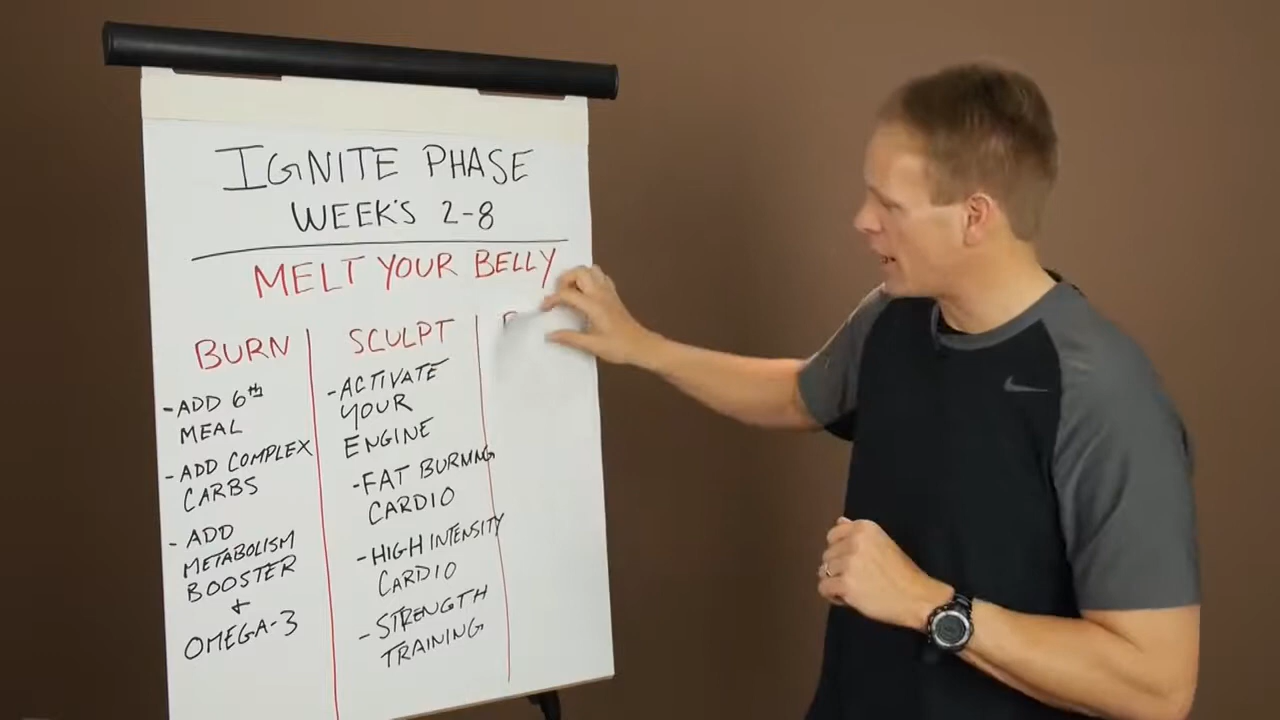 IGNITE PHASE
WEEK'S 2-8
MELT YOUR BELLY
BURN
-ADD 6th
MEAL
-ADD COMPLEX
CARBS
-ADD
METABOLISM
BOOSTER
+
OMEGA-3
SCULPT
-ACTIVATE
YOUR
ENGINE
-FAT BURNING
CARDIO
-HIGH INTENSITY
CARDIO
-STRENGTH
TRAINING